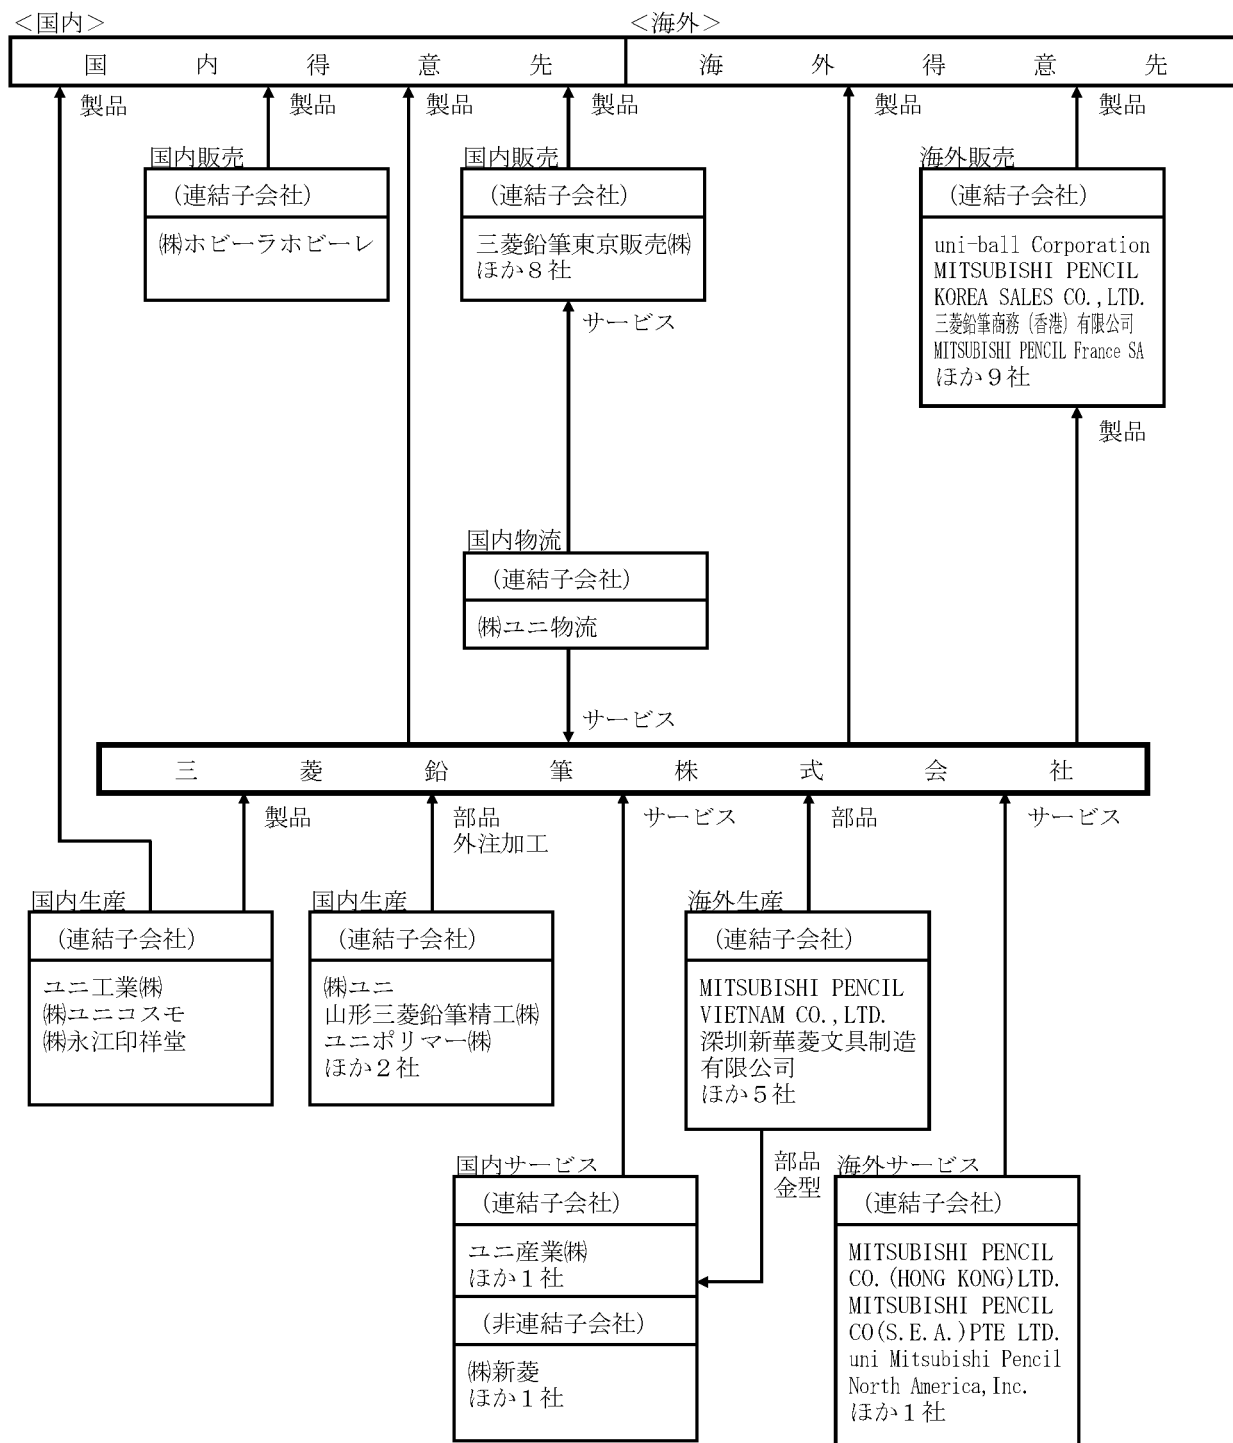 ＜国内＞
＜海外＞
国内得意先
海外得意先
製品
製品
製品
製品
製品
製品
国内販売
(連結子会社)
㈱ホビーラホビーレ
国内販売
(連結子会社)
三菱鉛筆東京販売㈱
ほか８社
海外販売
(連結子会社)
uni-ball Corporation
MITSUBISHI PENCIL
KOREA SALES CO.,LTD.
三菱鉛筆商務（香港）有限公司
MITSUBISHI PENCIL France SA
ほか９社
サービス
製品
国内物流
(連結子会社)
㈱ユニ物流
サービス
三菱鉛筆株式会社
製品
部品
外注加工
サービス
部品
サービス
国内生産
(連結子会社)
ユニ工業㈱
㈱ユニコスモ
㈱永江印祥堂
国内生産
(連結子会社)
㈱ユニ
山形三菱鉛筆精工㈱
ユニポリマー㈱
ほか２社
海外生産
(連結子会社)
MITSUBISHI PENCIL
VIETNAM CO.,LTD.
深圳新華菱文具制造
有限公司
ほか５社
部品
金型
国内サービス
(連結子会社)
ユニ産業㈱
ほか１社
(非連結子会社)
㈱新菱
ほか１社
海外サービス
(連結子会社)
MITSUBISHI PENCIL
CO.(HONG KONG)LTD.
MITSUBISHI PENCIL
CO(S.E.A.)PTE LTD.
uni Mitsubishi Pencil
North America,Inc.
ほか１社